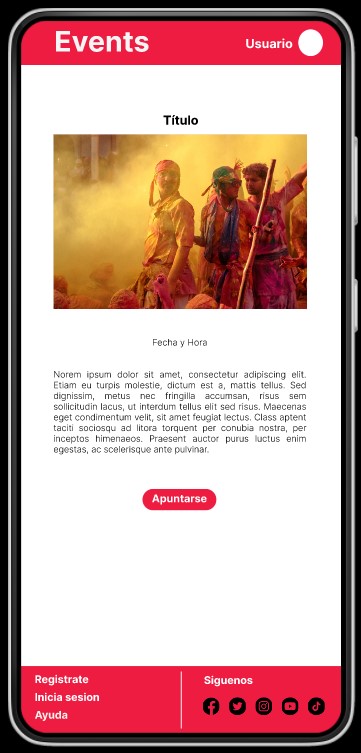 Events
Usuario
Título
Fecha y Hora
Norem ipsum dolor sit amet, consectetur adipiscing elit.
Etiam eu turpis molestie, dictum est a, mattis tellus. Sed
dignissim, metus nec fringilla accumsan, risus sem
sollicitudin lacus, ut interdum tellus elit sed risus. Maecenas
eget condimentum velit, sit amet feugiat lectus. Class aptent
taciti sociosqu ad litora torquent per conubia nostra, per
inceptos himenaeos. Praesent auctor purus luctus enim
egestas, ac scelerisque ante pulvinar.
Apuntarse
Registrate
Inicia sesion
Ayuda
Siguenos